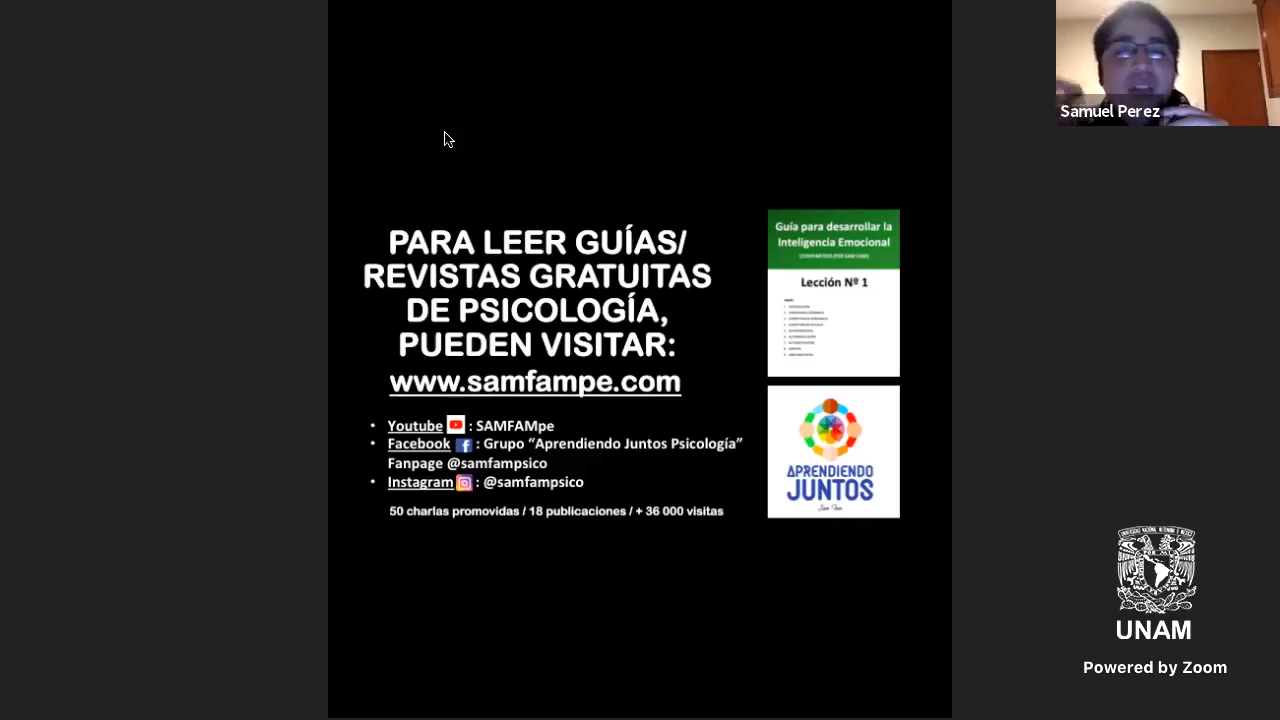 PARA LEER GUÍAS/
REVISTAS GRATUITAS
DE PSICOLOGÍA,
PUEDEN VISITAR:
www.samfampe.com
• Youtube : SAMFAMpe
• Facebook : Grupo “Aprendiendo Juntos Psicología”
Fanpage @samfampsico
• Instagram : @samfampsico
50 charlas promovidas / 18 publicaciones / + 36 000 visitas
Guía para desarrollar la
Inteligencia Emocional
Lección Nº 1
APRENDIENDO
JUNTOS
Samuel Perez
UNAM
Powered by Zoom